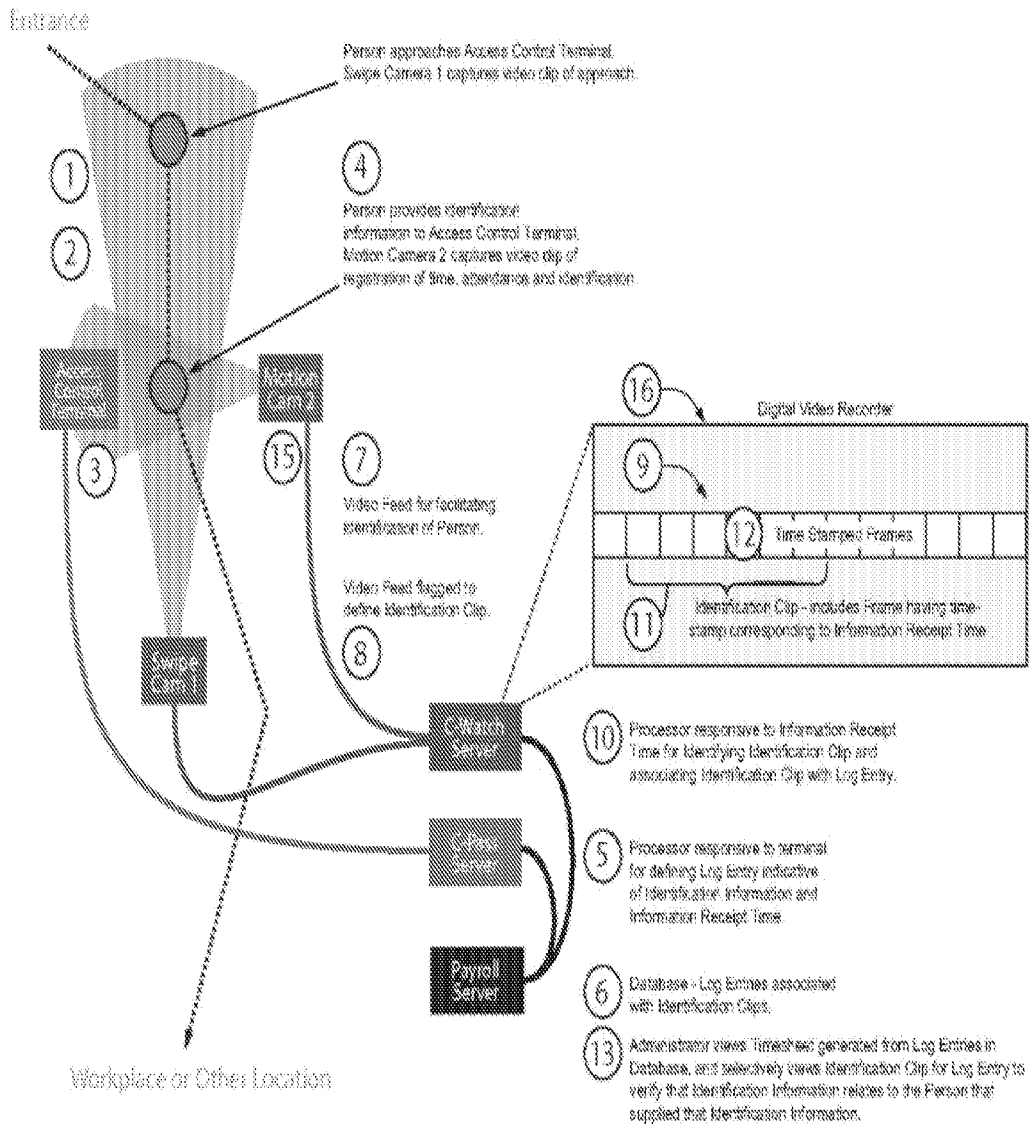 Entrance
Person approaches Access Control Terminal,
Swipe Camera 1 captures video clip of approach.
1
2
4
Person provides identification
information to Access Control Terminal,
Motion Camera 2 captures video clip of
registration of time, attendance and identification.
Access
Control
Terminal
Motion
Cam 2
3
15
7
Video Feed for facilitating
Identification of Person.
Video Feed flagged to
define Identification Clip.
8
16
Digital Video Recorder
9
12
Time Stamped Frames
11
Identification Clip - includes Frame having time-
stamp corresponding to Information Receipt Time
Swipe
Cam 1
Server
10
Processor responsive to Information Receipt
Time for Identifying Identification Clip and
associating Identification Clip with Log Entry.
Server
5
Processor responsive to terminal
for defining Log Entry indicative
of Identification Information and
Information Receipt Time.
Payroll
Server
6
Database - Log Entries associated
with Identification Clips.
13
Administrator views Timesheet generated from Log Entries in
Database, and selectively views Identification Clip for Log Entry to
verify that Identification Information relates to the Person that
supplied that Identification Information.
Workplace or Other Location